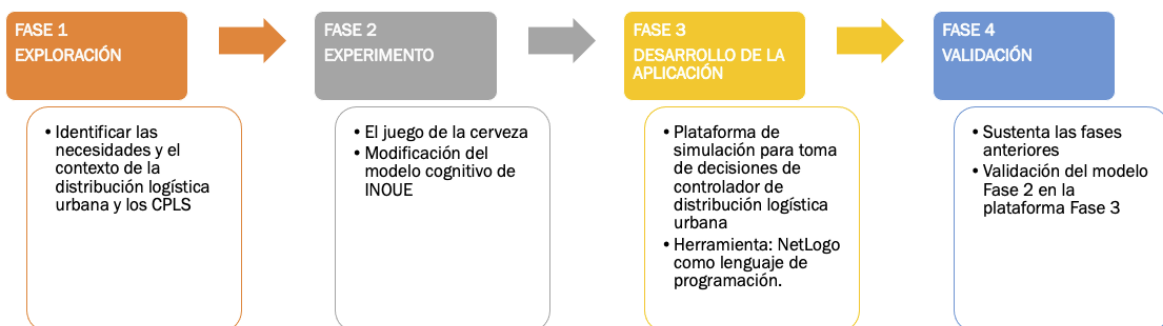 FASE 1
EXPLORACIÓN
• Identificar las
necesidades y el
contexto de la
distribución logística
urbana y los CPLS
FASE 2
EXPERIMENTO
• El juego de la cerveza
• Modificación del
modelo cognitivo de
INOUE
FASE 3
DESARROLLO DE LA
APLICACIÓN
• Plataforma de
simulación para toma
de decisiones de
controlador de
distribución logística
urbana
• Herramienta: NetLogo
como lenguaje de
programación.
FASE 4
VALIDACIÓN
• Sustenta las fases
anteriores
• Validación del modelo
Fase 2 en la
plataforma Fase 3